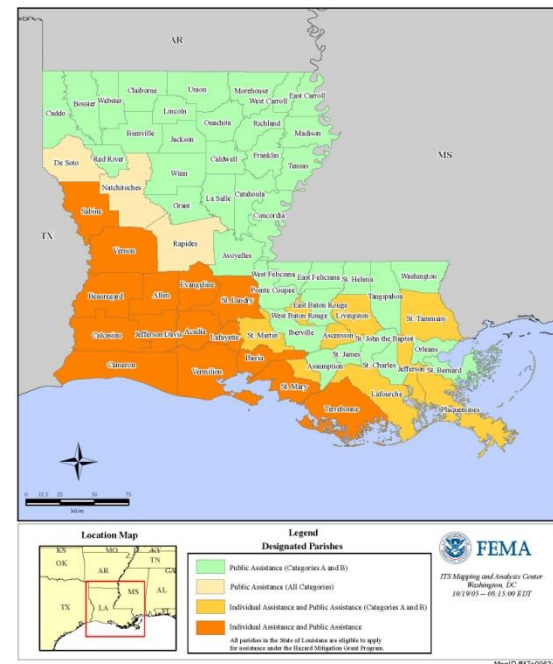 AR
MS
TX
Caddo
Bossier
Webster
Claiborne
Union
Morehouse
West Carroll
East Carroll
Lincoln
Ouachita
Richland
Madison
Bienville
Jackson
Caldwell
Franklin
Tensas
De Soto
Red River
Winn
Natchitoches
La Salle
Catahoula
Concordia
Sabine
Grant
Vernon
Rapides
Avoyelles
Beauregard
Allen
Evangeline
St. Landry
Pointe Coupee
West Feliciana
East Feliciana
St. Helena
Tangipahoa
Washington
East Baton Rouge
West Baton Rouge
Livingston
St. Tammany
Calcasieu
Jefferson Davis
Acadia
Lafayette
St. Martin
Iberville
Ascension
St. John the Baptist
Orleans
St. James
Cameron
Vermilion
Iberia
St. Mary
Assumption
St. Charles
Jefferson
St. Bernard
Lafourche
Plaquemines
Terrebonne
0 12.5 25 50 75
Miles
Location Map
KS
MO
KY
OK
AR
TN
TX
LA
MS
AL
GA
FL
Legend
Designated Parishes
Public Assistance (Categories A and B)
Public Assistance (All Categories)
Individual Assistance and Public Assistance (Categories A and B)
Individual Assistance and Public Assistance
All parishes in the State of Louisiana are eligible to apply
for assistance under the Hazard Mitigation Grant Program.
FEMA
ITS Mapping and Analysis Center
Washington, DC
10/19/05 -- 08:15:00 EDT